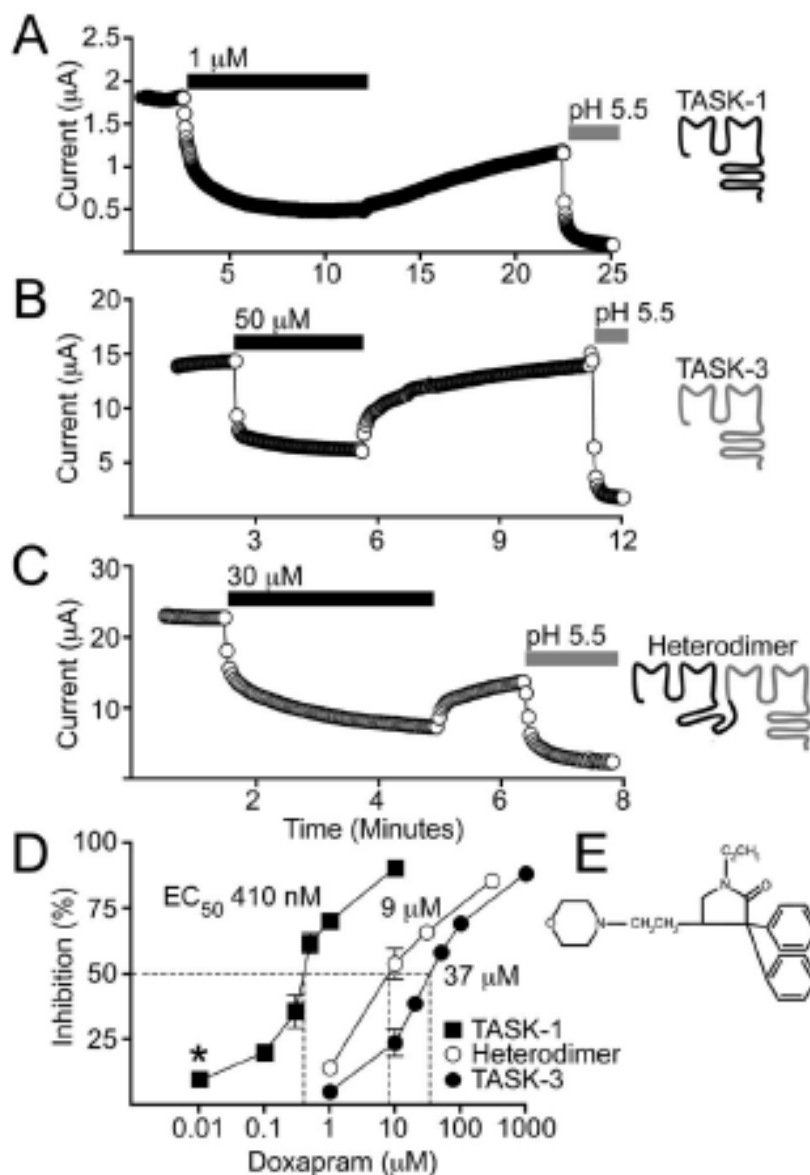 A
Current (µA)
2.5
2
1.5
1
0.5
1 µM
pH 5.5
TASK-1
5 10 15 20 25
B
Current (µA)
20
15
10
5
50 µM
pH 5.5
TASK-3
3 6 9 12
C
Current (µA)
30
20
10
30 µM
pH 5.5
Heterodimer
2 4 6 8
Time (Minutes)
D
Inhibition (%)
100
75
50
25
EC50 410 nM
9 µM
37 µM
*
TASK-1
Heterodimer
TASK-3
0.01 0.1 1 10 100 1000
Doxapram (µM)
E
N
O
O
N
CH2CH2